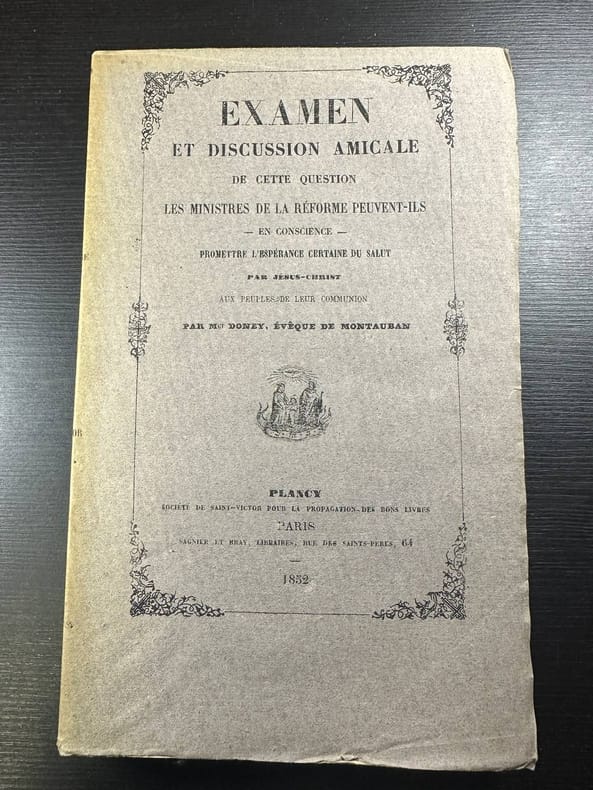 EXAMEN
ET DISCUSSION AMICALE
DE CETTE QUESTION
LES MINISTRES DE LA RÉFORME PEUVENT-ILS
— EN CONSCIENCE —
PROMETTRE L'ESPÉRANCE CERTAINE DU SALUT
PAR JÉSUS-CHRIST
AUX PEUPLES DE LEUR COMMUNION
PAR Mgr DONEY, ÉVÊQUE DE MONTAUBAN
PLANCY
SOCIÉTÉ DE SAINT-VICTOR POUR LA PROPAGATION DES BONS LIVRES
PARIS
SAGNIER ET BRAY, LIBRAIRES, RUE DES SAINTS-PÈRES, 64
1852